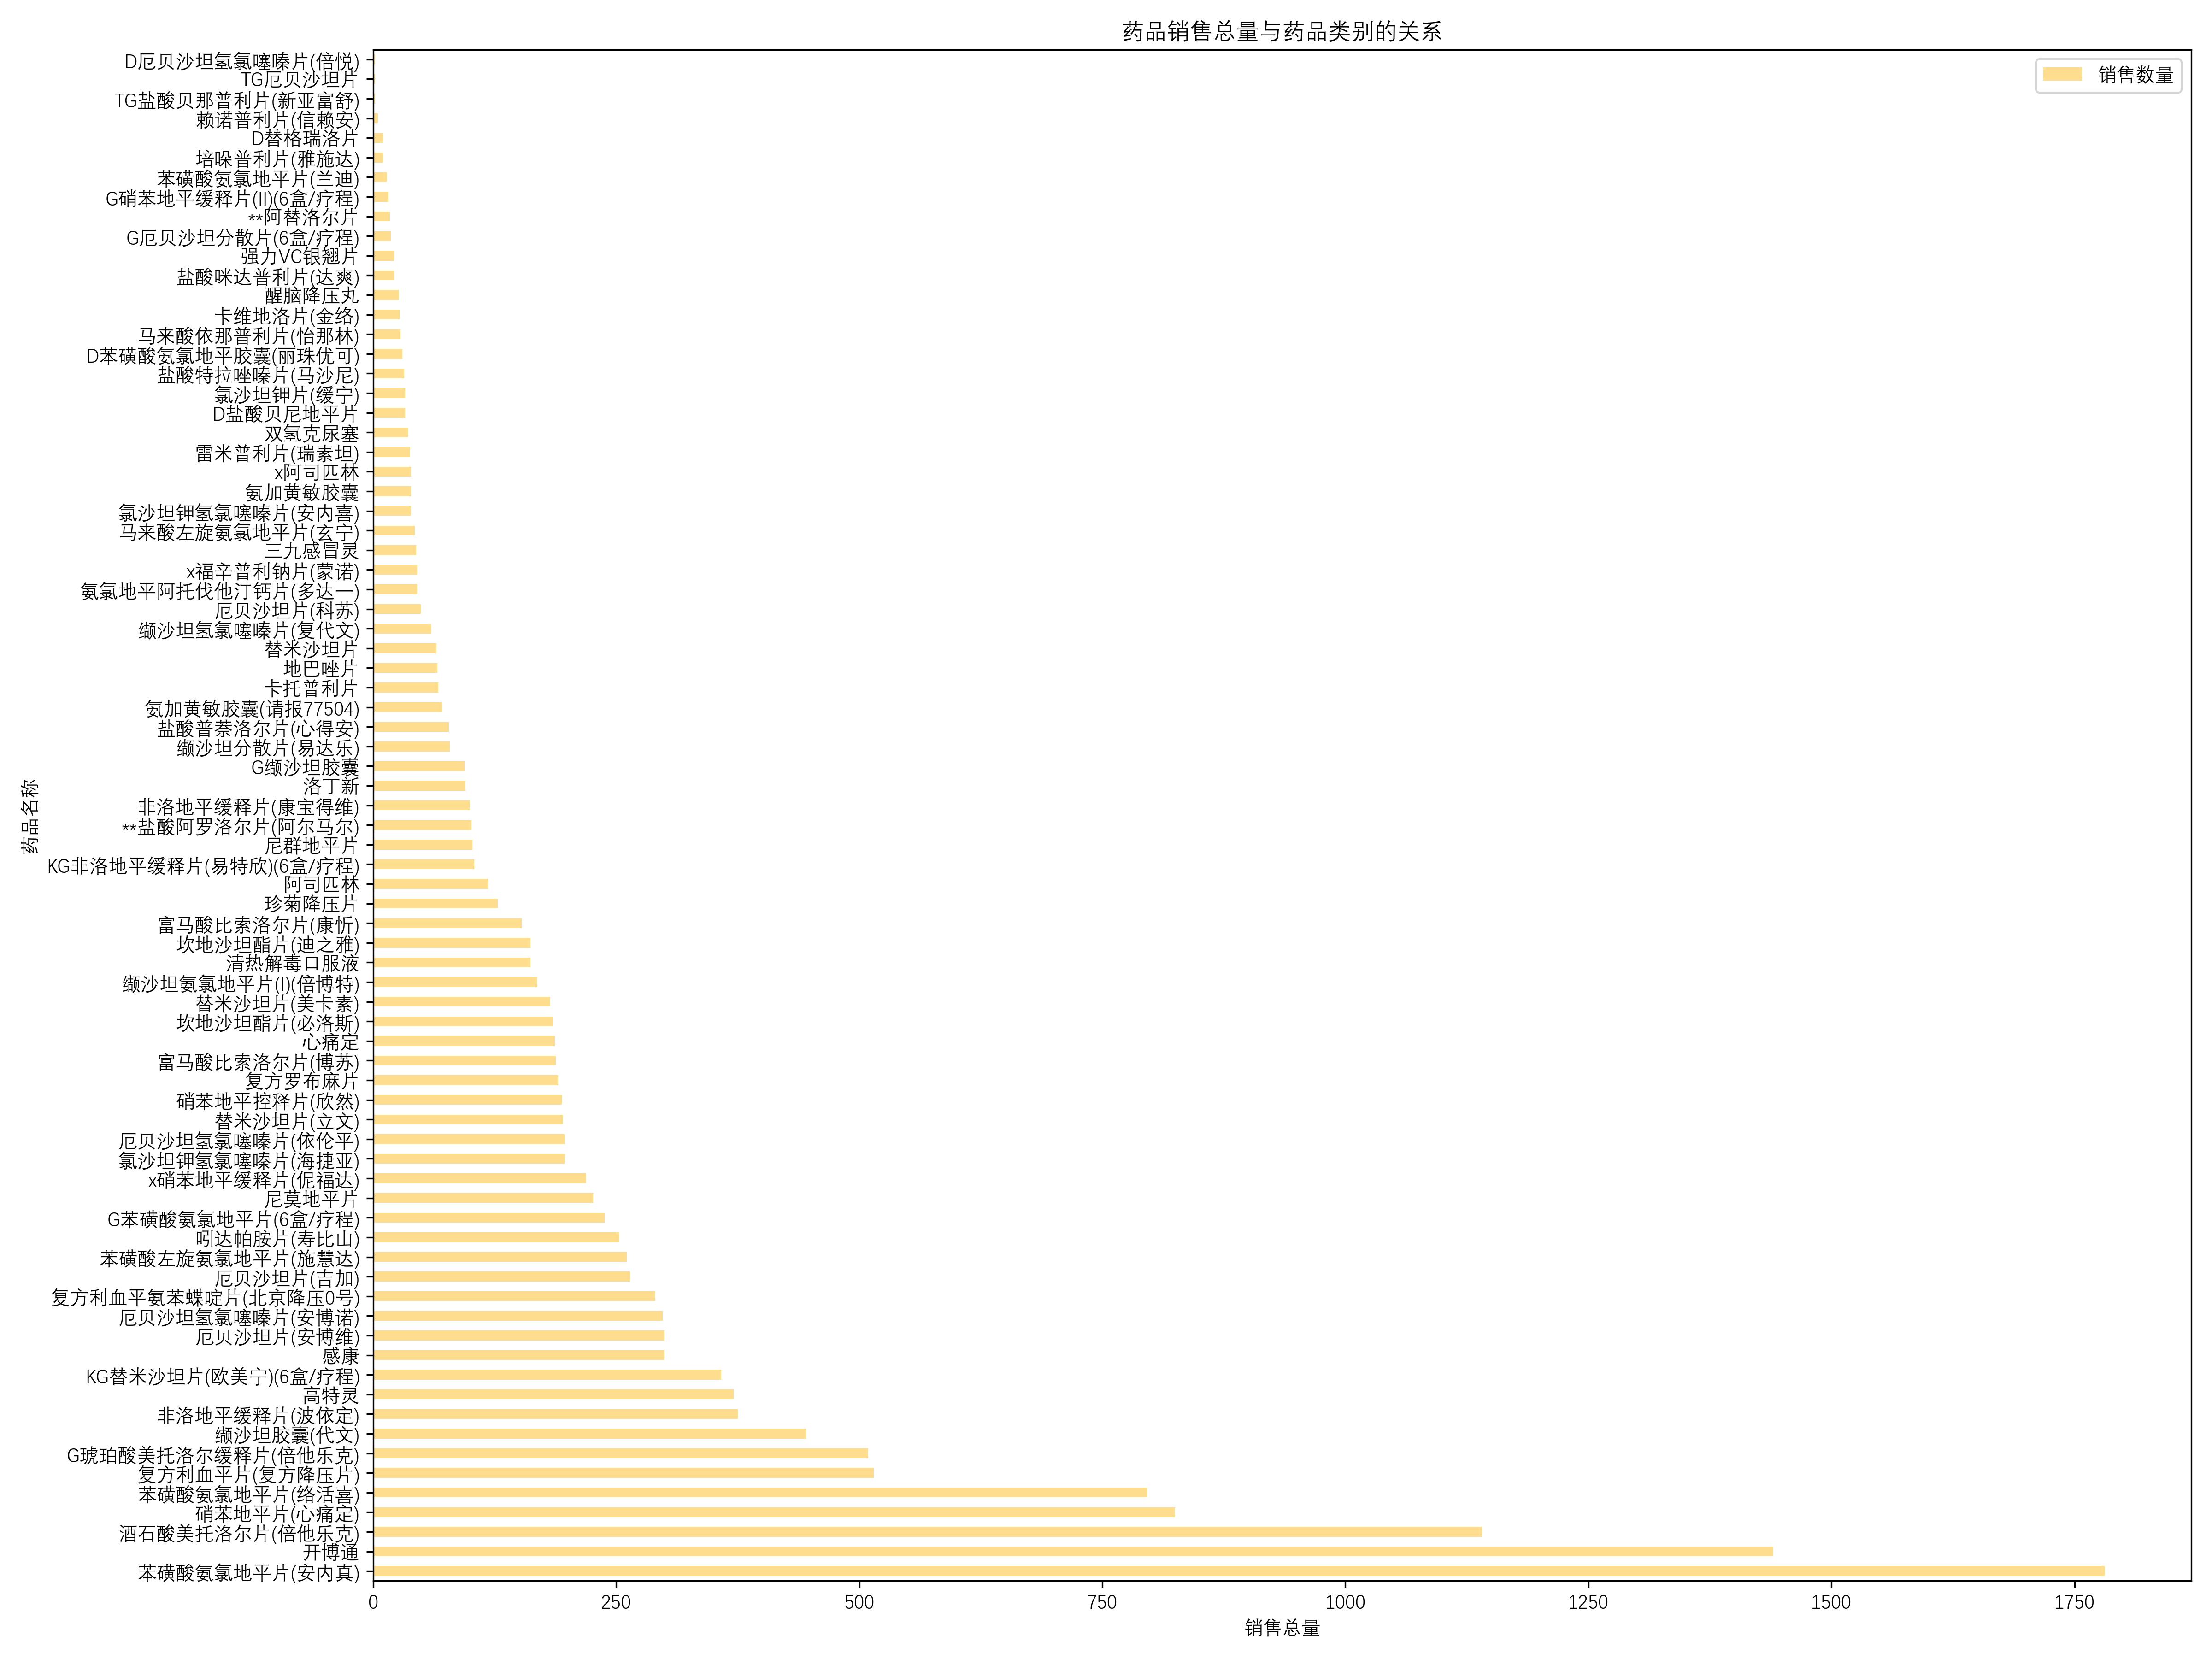 药品销售总量与药品类别的关系
销售数量
药品名称
D厄贝沙坦氢氯噻嗪片(倍悦)
TG厄贝沙坦片
TG盐酸贝那普利片(新亚富舒)
赖诺普利片(信赖安)
D替格瑞洛片
培哚普利片(雅施达)
苯磺酸氨氯地平片(兰迪)
G硝苯地平缓释片(II)(6盒/疗程)
**阿替洛尔片
G厄贝沙坦分散片(6盒/疗程)
强力VC银翘片
盐酸咪达普利片(达爽)
醒脑降压丸
卡维地洛片(金络)
马来酸依那普利片(怡那林)
D苯磺酸氨氯地平胶囊(丽珠优可)
盐酸特拉唑嗪片(马沙尼)
氯沙坦钾片(缓宁)
D盐酸贝尼地平片
双氢克尿塞
雷米普利片(瑞素坦)
x阿司匹林
氨加黄敏胶囊
氯沙坦钾氢氯噻嗪片(安内喜)
马来酸左旋氨氯地平片(玄宁)
三九感冒灵
x福辛普利钠片(蒙诺)
氨氯地平阿托伐他汀钙片(多达一)
厄贝沙坦片(科苏)
缬沙坦氢氯噻嗪片(复代文)
替米沙坦片
地巴唑片
卡托普利片
氨加黄敏胶囊(请报77504)
盐酸普萘洛尔片(心得安)
缬沙坦分散片(易达乐)
G缬沙坦胶囊
洛丁新
非洛地平缓释片(康宝得维)
**盐酸阿罗洛尔片(阿尔马尔)
尼群地平片
KG非洛地平缓释片(易特欣)(6盒/疗程)
阿司匹林
珍菊降压片
富马酸比索洛尔片(康忻)
坎地沙坦酯片(迪之雅)
清热解毒口服液
缬沙坦氨氯地平片(I)(倍博特)
替米沙坦片(美卡素)
坎地沙坦酯片(必洛斯)
心痛定
富马酸比索洛尔片(博苏)
复方罗布麻片
硝苯地平控释片(欣然)
替米沙坦片(立文)
厄贝沙坦氢氯噻嗪片(依伦平)
氯沙坦钾氢氯噻嗪片(海捷亚)
x硝苯地平缓释片(伲福达)
尼莫地平片
G苯磺酸氨氯地平片(6盒/疗程)
吲达帕胺片(寿比山)
苯磺酸左旋氨氯地平片(施慧达)
厄贝沙坦片(吉加)
复方利血平氨苯蝶啶片(北京降压0号)
厄贝沙坦氢氯噻嗪片(安博诺)
厄贝沙坦片(安博维)
感康
KG替米沙坦片(欧美宁)(6盒/疗程)
高特灵
非洛地平缓释片(波依定)
缬沙坦胶囊(代文)
G琥珀酸美托洛尔缓释片(倍他乐克)
复方利血平片(复方降压片)
苯磺酸氨氯地平片(络活喜)
硝苯地平片(心痛定)
酒石酸美托洛尔片(倍他乐克)
开博通
苯磺酸氨氯地平片(安内真)
0 250 500 750 1000 1250 1500 1750
销售总量